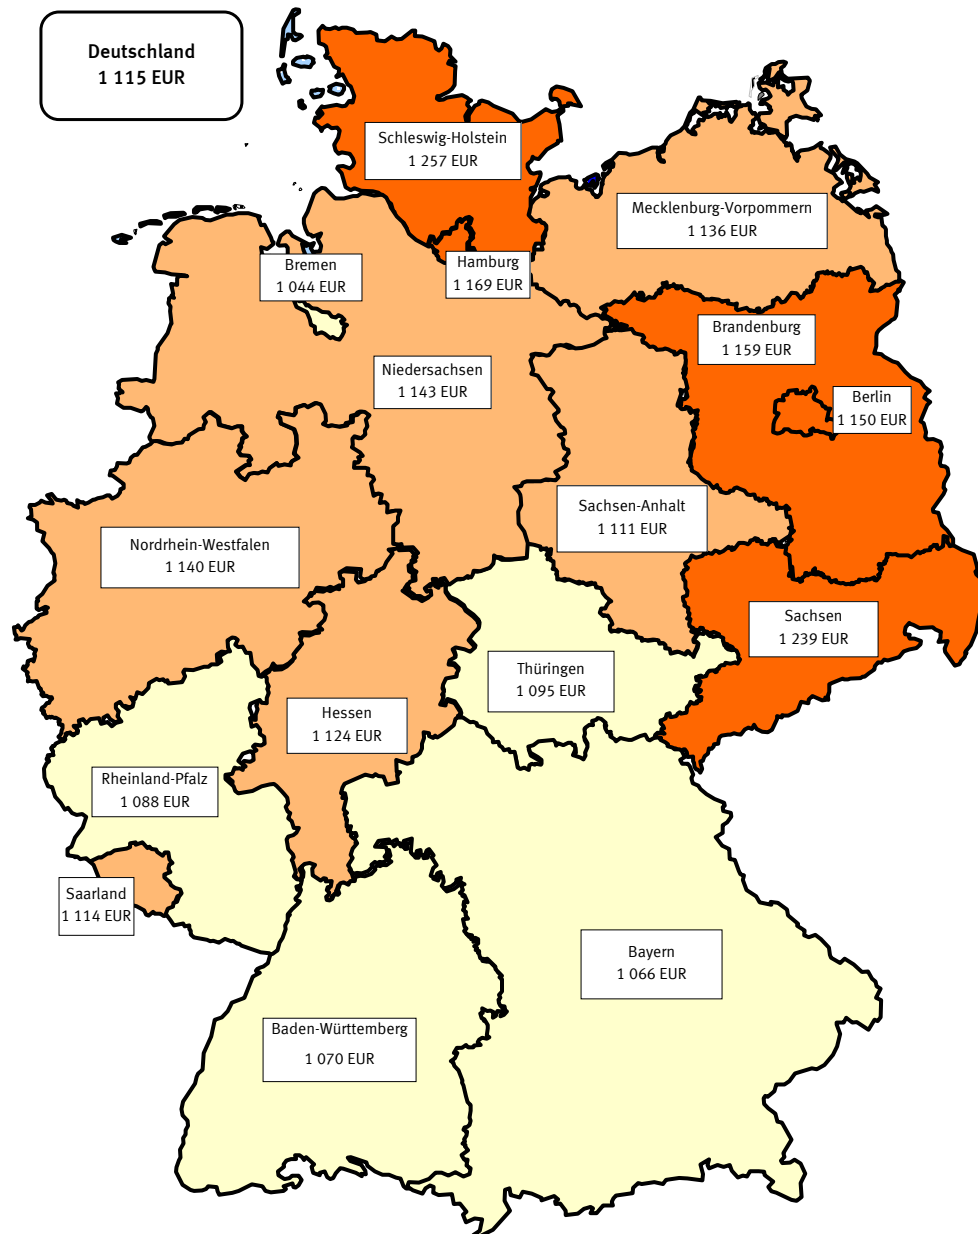 Deutschland
1 115 EUR
Schleswig-Holstein
1 257 EUR
Mecklenburg-Vorpommern
1 136 EUR
Bremen
1 044 EUR
Hamburg
1 169 EUR
Brandenburg
1 159 EUR
Niedersachsen
1 143 EUR
Berlin
1 150 EUR
Sachsen-Anhalt
1 111 EUR
Nordrhein-Westfalen
1 140 EUR
Sachsen
1 239 EUR
Thüringen
1 095 EUR
Hessen
1 124 EUR
Rheinland-Pfalz
1 088 EUR
Saarland
1 114 EUR
Bayern
1 066 EUR
Baden-Württemberg
1 070 EUR